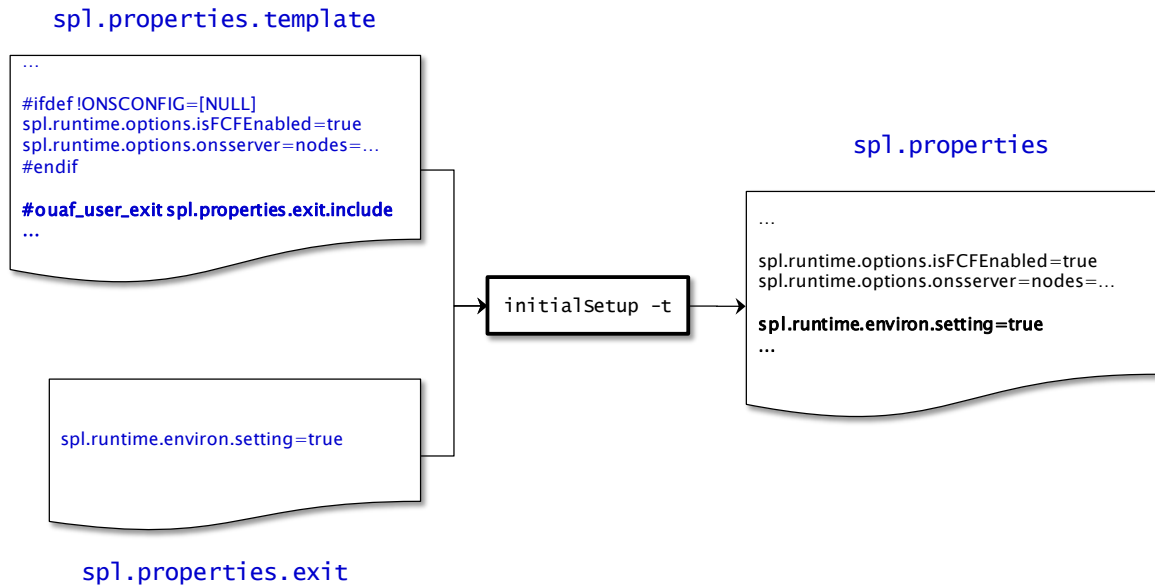 spl.properties.template
...
#ifdef !ONSCONFIG=[NULL]
spl.runtime.options.isFCFEnabled=true
spl.runtime.options.onsserver=nodes=...
#endif
#ouaf_user_exit spl.properties.exit.include
...
spl.runtime.environ.setting=true
spl.properties.exit
initialSetup -t
spl.properties
...
spl.runtime.options.isFCFEnabled=true
spl.runtime.options.onsserver=nodes=...
spl.runtime.environ.setting=true
...